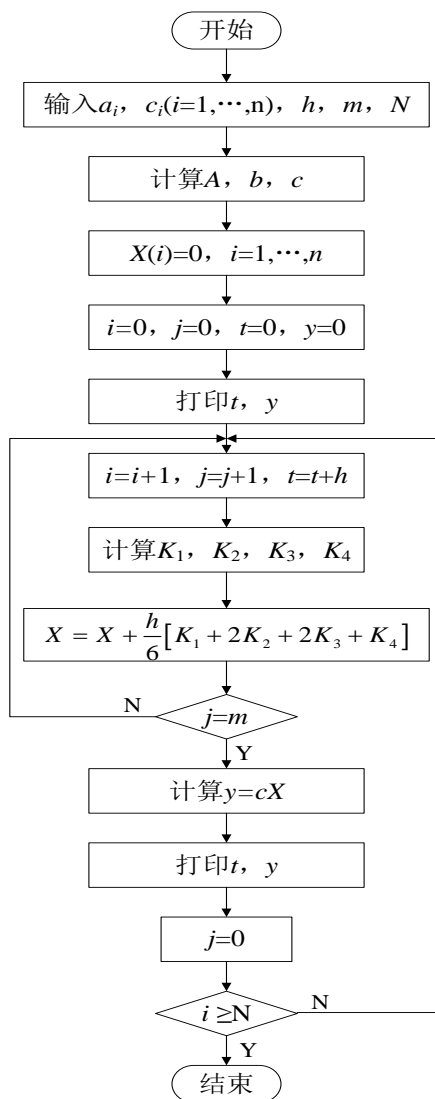 开始
输入aᵢ，cᵢ(i=1,⋯,n)，h，m，N
计算A，b，c
X(i)=0，i=1,⋯,n
i=0，j=0，t=0，y=0
打印t，y
i=i+1，j=j+1，t=t+h
计算K₁，K₂，K₃，K₄
X = X + h/6[K₁ + 2K₂ + 2K₃ + K₄]
N
j=m
Y
计算y=cX
打印t，y
j=0
i ≥N
N
Y
结束